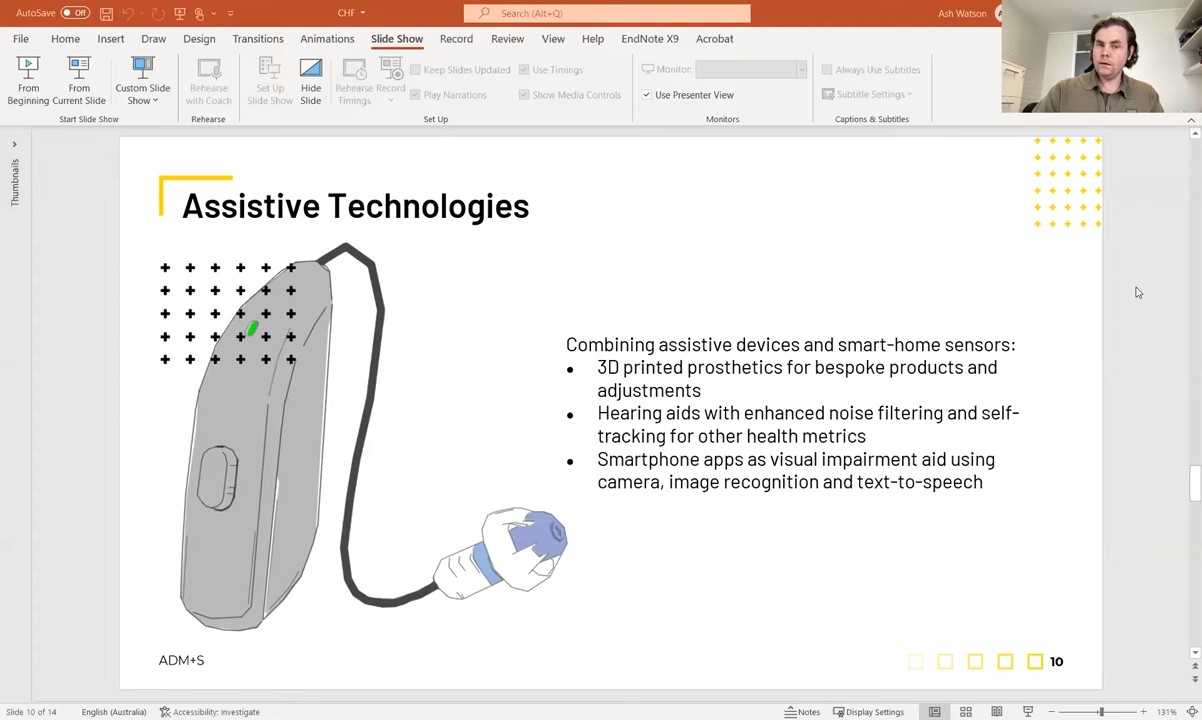 AutoSave Off
CHF
Search (Alt+Q)
Ash Watson
File Home Insert Draw Design Transitions Animations Slide Show Record Review View Help EndNote X9 Acrobat
From Beginning
From Current Slide
Custom Slide Show
Rehearse with Coach
Set Up Slide Show
Hide Slide
Rehearse Timings
Record
Keep Slides Updated
Play Narrations
Use Timings
Show Media Controls
Monitor:
Use Presenter View
Always Use Subtitles
Subtitle Settings
Start Slide Show
Rehearse
Set Up
Monitors
Captions & Subtitles
Thumbnails
Assistive Technologies
Combining assistive devices and smart-home sensors:
● 3D printed prosthetics for bespoke products and
adjustments
● Hearing aids with enhanced noise filtering and self-
tracking for other health metrics
● Smartphone apps as visual impairment aid using
camera, image recognition and text-to-speech
ADM+S
10
Slide 10 of 14 English (Australia) Accessibility: Investigate Notes Display Settings 131%